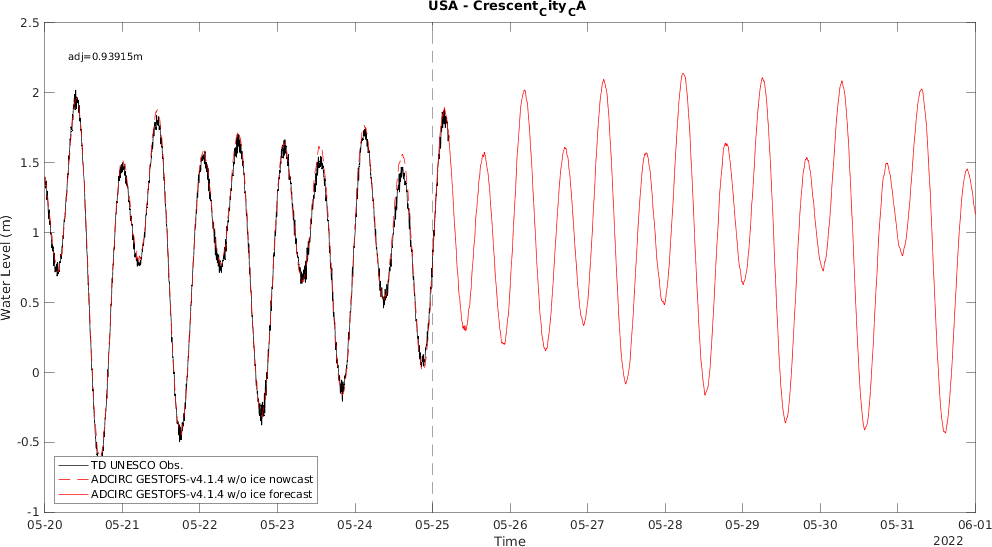 USA - Crescent_City_CA
2.5
adj=0.93915m
2
1.5
1
0.5
0
-0.5
-1
Water Level (m)
TD UNESCO Obs.
ADCIRC GESTOFS-v4.1.4 w/o ice nowcast
ADCIRC GESTOFS-v4.1.4 w/o ice forecast
05-20 05-21 05-22 05-23 05-24 05-25 05-26 05-27 05-28 05-29 05-30 05-31 06-01
Time
2022